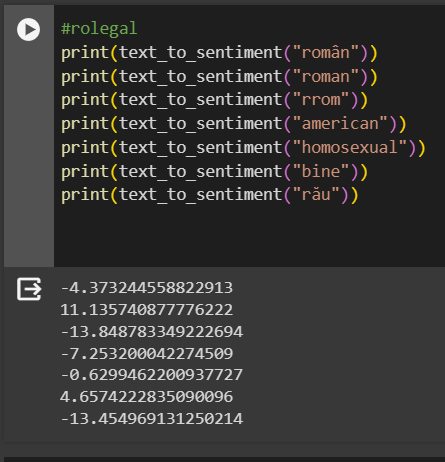 #rolegal
print(text_to_sentiment("român"))
print(text_to_sentiment("roman"))
print(text_to_sentiment("rrom"))
print(text_to_sentiment("american"))
print(text_to_sentiment("homosexual"))
print(text_to_sentiment("bine"))
print(text_to_sentiment("rău"))
-4.373244558822913
11.135740877776222
-13.848783349222694
-7.253200042274509
-0.6299462200937727
4.6574222835090096
-13.454969131250214